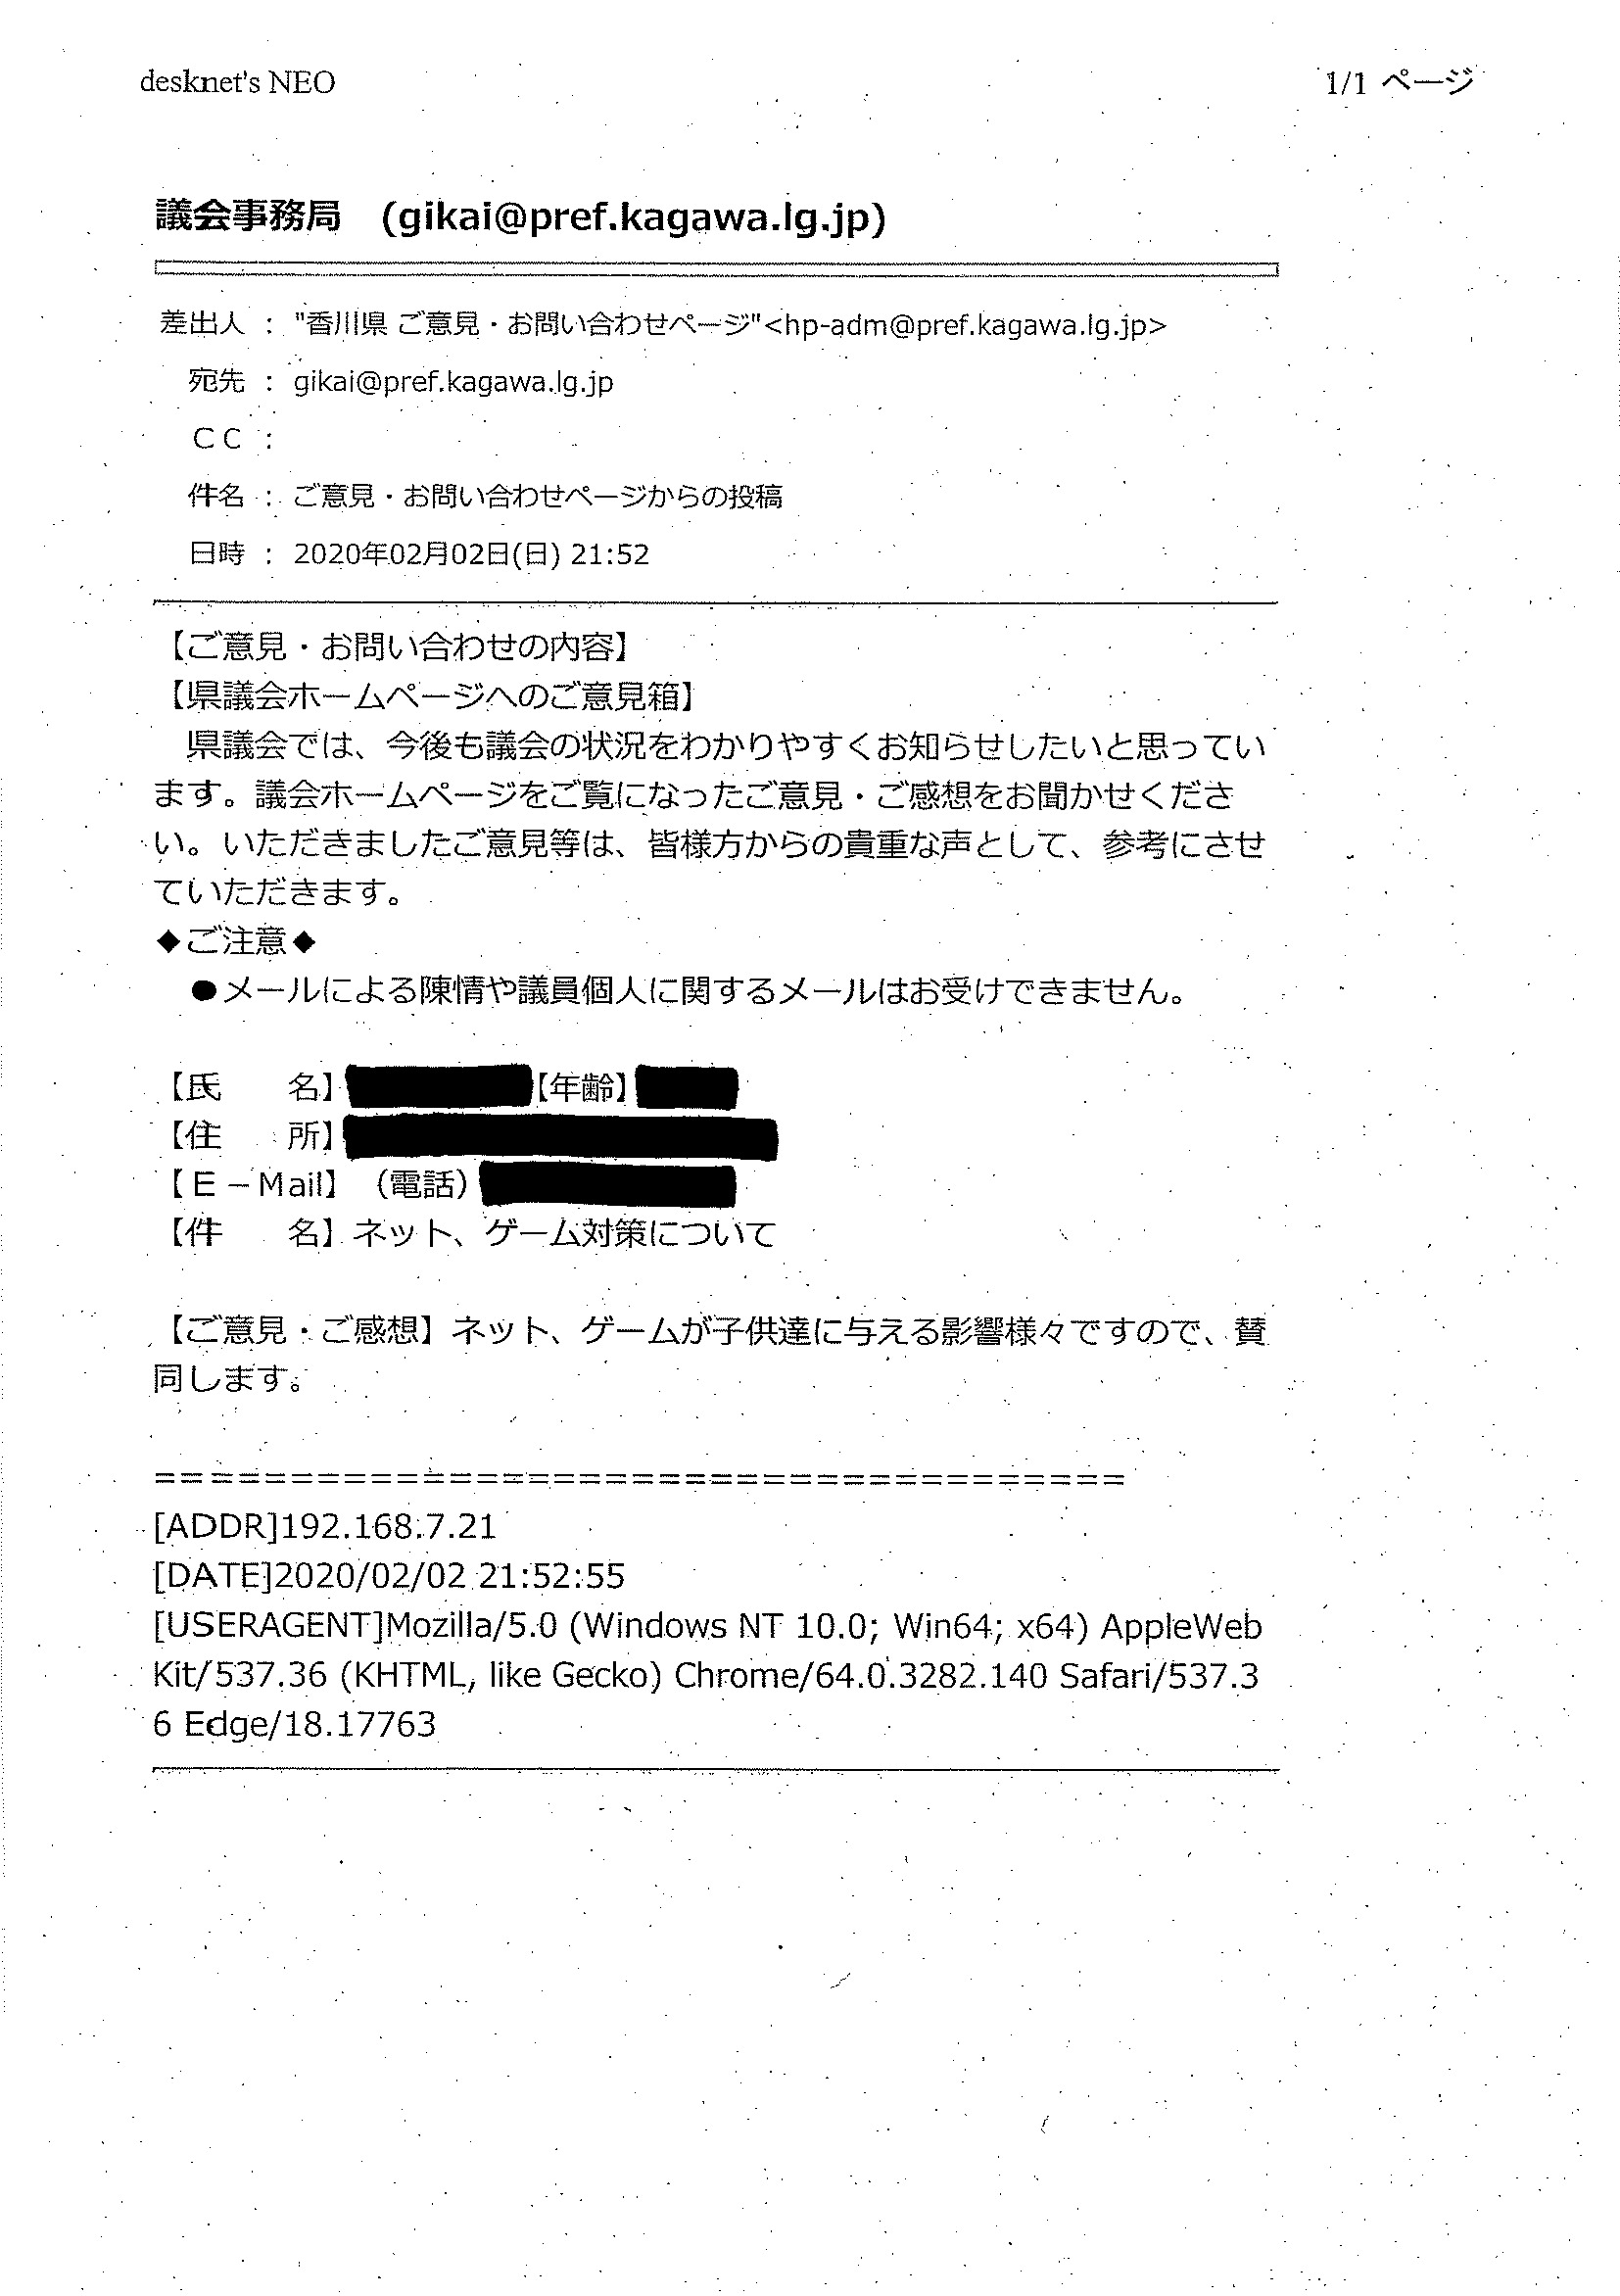 desknet's NEO
1/1 ページ
議会事務局　(gikai@pref.kagawa.lg.jp)
差出人 : "香川県 ご意見・お問い合わせページ"<hp-adm@pref.kagawa.lg.jp>
宛先 : gikai@pref.kagawa.lg.jp
ＣＣ :
件名 : ご意見・お問い合わせページからの投稿
日時 : 2020年02月02日(日) 21:52
【ご意見・お問い合わせの内容】
【県議会ホームページへのご意見箱】
　県議会では、今後も議会の状況をわかりやすくお知らせしたいと思ってい
ます。議会ホームページをご覧になったご意見・ご感想をお聞かせくださ
い。いただきましたご意見等は、皆様方からの貴重な声として、参考にさせ
ていただきます。
◆ご注意◆
　●メールによる陳情や議員個人に関するメールはお受けできません。
【氏　　名】【年齢】
【住　　所】
【Ｅ－Mail】（電話）
【件　　名】ネット、ゲーム対策について
【ご意見・ご感想】ネット、ゲームが子供達に与える影響様々ですので、賛
同します。
=====================================
[ADDR]192.168.7.21
[DATE]2020/02/02 21:52:55
[USERAGENT]Mozilla/5.0 (Windows NT 10.0; Win64; x64) AppleWeb
Kit/537.36 (KHTML, like Gecko) Chrome/64.0.3282.140 Safari/537.3
6 Edge/18.17763